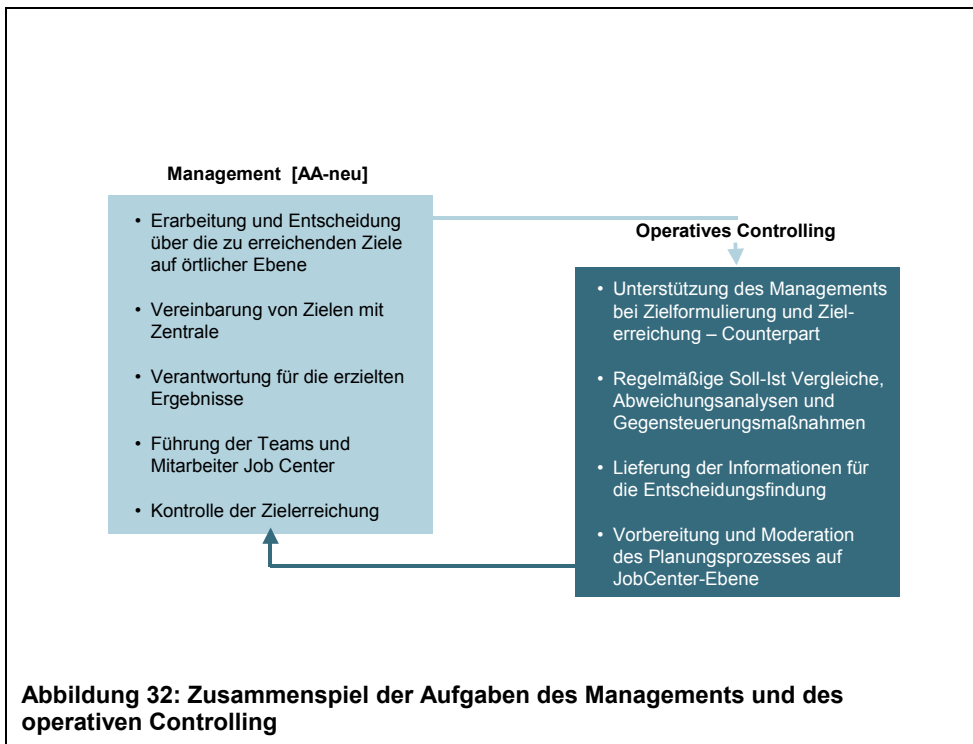 Management [AA-neu]
• Erarbeitung und Entscheidung
über die zu erreichenden Ziele
auf örtlicher Ebene
• Vereinbarung von Zielen mit
Zentrale
• Verantwortung für die erzielten
Ergebnisse
• Führung der Teams und
Mitarbeiter Job Center
• Kontrolle der Zielerreichung
Operatives Controlling
• Unterstützung des Managements
bei Zielformulierung und Ziel-
erreichung – Counterpart
• Regelmäßige Soll-Ist Vergleiche,
Abweichungsanalysen und
Gegensteuerungsmaßnahmen
• Lieferung der Informationen für
die Entscheidungsfindung
• Vorbereitung und Moderation
des Planungsprozesses auf
JobCenter-Ebene
Abbildung 32: Zusammenspiel der Aufgaben des Managements und des
operativen Controlling